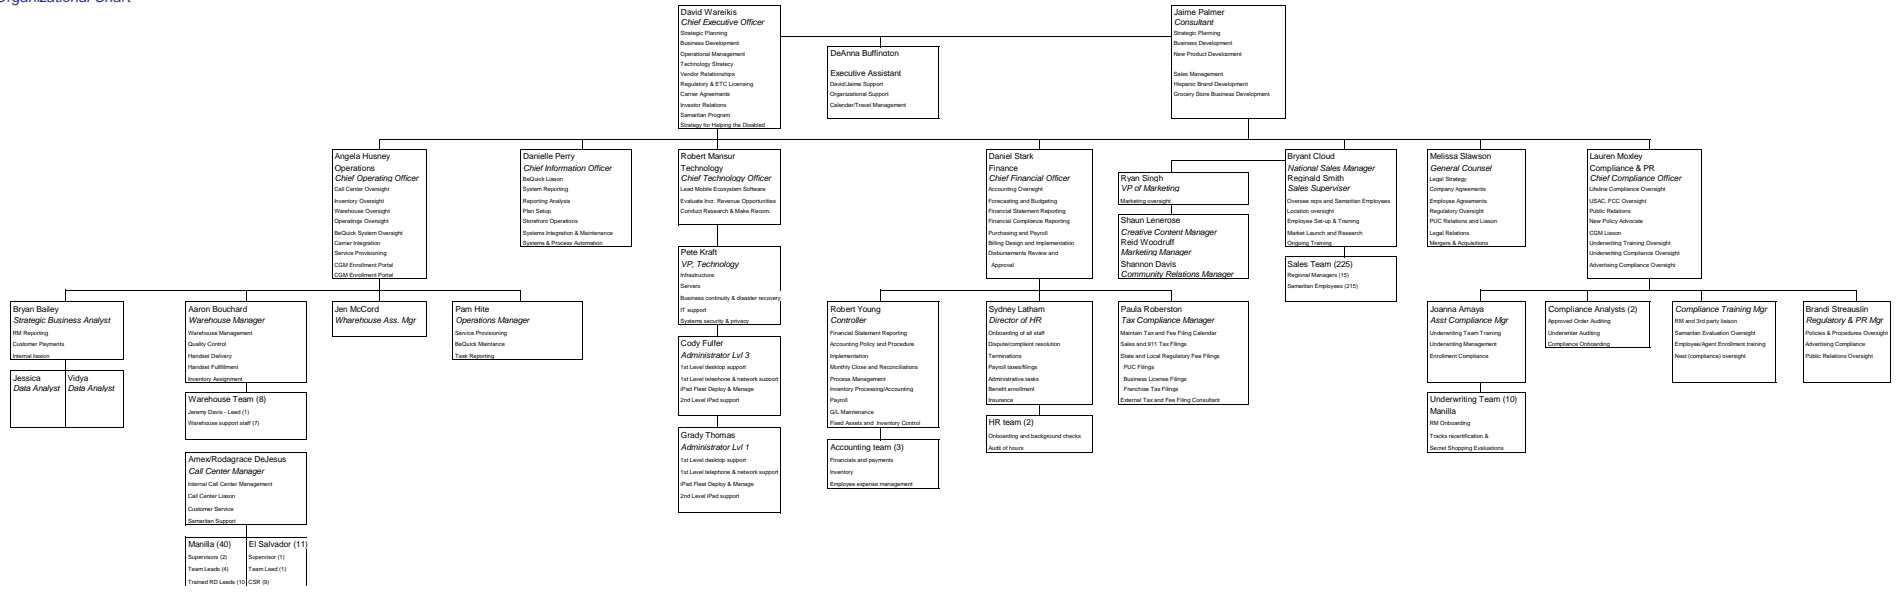 Organizational Chart
David Wareikis
Chief Executive Officer
Strategic Planning
Business Development
Operational Management
Technology Stratecy
Vendor Relationships
Regulatory & ETC Licensing
Carrier Agreements
Investor Relations
Samaritan Program
Strategy for Helping the Disabled
DeAnna Buffington
Executive Assistant
David/Jaime Support
Organizational Support
Calendar/Travel Management
Jaime Palmer
Consultant
Strategic Planning
Business Development
New Product Development
Sales Management
Hispanic Brand Development
Grocery Store Business Development
Angela Husney
Operations
Chief Operating Officer
Call Center Oversight
Inventory Oversight
Warehouse Oversight
Operatings Oversight
BeQuick System Oversight
Carrier Integration
Service Provisioning
CGM Enrollment Portal
CGM Enrollment Portal
Danielle Perry
Chief Information Officer
BeQuick Liason
System Reporting
Reporting Analysis
Plan Setup
Storefront Operations
Systems Integration & Maintenance
Systems & Process Automation
Robert Mansur
Technology
Chief Technology Officer
Lead Mobile Ecosystem Software
Evaluate Incr. Revenue Opportunities
Conduct Research & Make Recom.
Daniel Stark
Finance
Chief Financial Officer
Accounting Oversight
Forecasting and Budgeting
Financial Statement Reporting
Financial Compliance Reporting
Purchasing and Payroll
Billing Design and Implementation
Disbursements Review and
Approval
Ryan Singh
VP of Marketing
Marketing oversight
Shaun Lenerose
Creative Content Manager
Reid Woodruff
Marketing Manager
Shannon Davis
Community Relations Manager
Bryant Cloud
National Sales Manager
Reginald Smith
Sales Supervisor
Oversee reps and Samaritan Employees
Location oversight
Employee Set-up & Training
Market Launch and Research
Ongoing Training
Sales Team (225)
Regional Managers (15)
Samaritan Employees (215)
Melissa Slawson
General Counsel
Legal Strategy
Company Agreements
Employee Agreements
Regulatory Oversight
PUC Relations and Liason
Legal Relations
Mergers & Acquisitions
Lauren Moxley
Compliance & PR
Chief Compliance Officer
Lifeline Compliance Oversight
USAC, FCC Oversight
Public Relations
New Policy Advocate
CGM Liason
Underwriting Training Oversight
Underwriting Compliance Oversight
Advertising Compliance Oversight
Pete Kraft
VP, Technology
Infrastructure
Servers
Business continuity & disaster recovery
IT support
Systems security & privacy
Cody Fulfer
Administrator Lvl 3
1st Level desktop support
1st Level telephone & network support
iPad Fleet Deploy & Manage
2nd Level iPad support
Grady Thomas
Administrator Lvl 1
1st Level desktop support
1st Level telephone & network support
iPad Fleet Deploy & Manage
2nd Level iPad support
Bryan Bailey
Strategic Business Analyst
RM Reporting
Customer Payments
Internal liasion
Jessica
Data Analyst
Vidya
Data Analyst
Aaron Bouchard
Warehouse Manager
Warehouse Management
Quality Control
Handset Delivery
Handset Fullfillment
Inventory Assignment
Warehouse Team (8)
Jeremy Davis - Lead (1)
Warehouse support staff (7)
Amex/Rodagrace DeJesus
Call Center Manager
Internal Call Center Management
Call Center Liason
Customer Service
Samaritan Support
Manilla (40)
Supervisors (2)
Team Leads (4)
Trained RD Leads (10
El Salvador (11)
Supervisor (1)
Team Lead (1)
CSR (9)
Jen McCord
Wharehouse Ass. Mgr
Pam Hite
Operations Manager
Service Provisioning
BeQuick Maintance
Task Reporting
Robert Young
Controller
Financial Statement Reporting
Accounting Policy and Procedure
Implementation
Monthly Close and Reconciliations
Process Management
Inventory Processing/Accounting
Payroll
G/L Maintenance
Fixed Assets and Inventory Control
Accounting team (3)
Financials and payments
Inventory
Employee expense management
Sydney Latham
Director of HR
Onboarding of all staff
Dispute/complaint resolution
Terminations
Payroll taxes/filings
Administrative tasks
Benefit enrollment
Insurance
HR team (2)
Onboarding and background checks
Audit of hours
Paula Roberston
Tax Compliance Manager
Maintain Tax and Fee Filing Calendar
Sales and 911 Tax Filings
State and Local Regulatory Fee Filings
PUC Filings
Business License Filings
Franchise Tax Filings
External Tax and Fee Filing Consultant
Joanna Amaya
Asst Compliance Mgr
Underwriting Team Training
Underwriting Management
Enrollment Compliance
Underwriting Team (10)
Manilla
RM Onboarding
Tracks recertification &
Secret Shopping Evaluations
Compliance Analysts (2)
Approved Order Auditing
Underwriter Auditing
Compliance Onboarding
Compliance Training Mgr
RM and 3rd party liaison
Samaritan Evaluation Oversight
Employee/Agent Enrollment training
Nest (compliance) oversight
Brandi Streauslin
Regulatory & PR Mgr
Policies & Procedures Oversight
Advertising Compliance
Public Relations Oversight